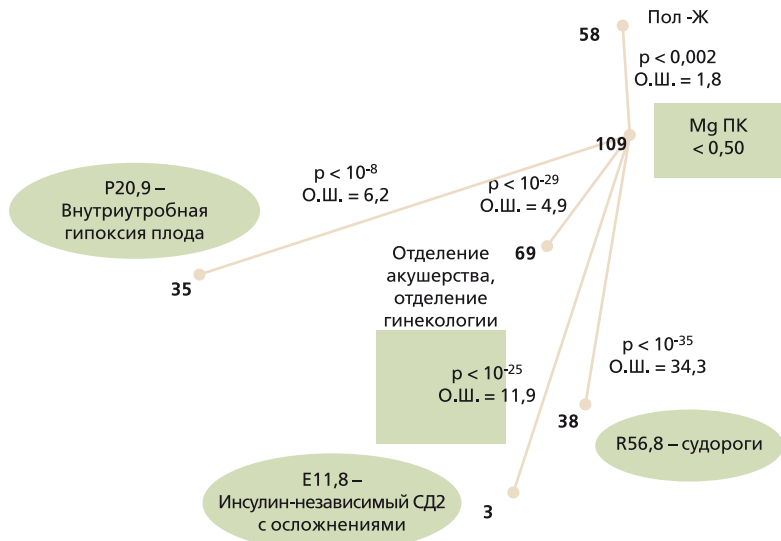 Пол -Ж
58
p < 0,002
О.Ш. = 1,8
Mg ПК
< 0,50
109
p < 10⁻⁸
О.Ш. = 6,2
p < 10⁻²⁹
О.Ш. = 4,9
P20,9 –
Внутриутробная
гипоксия плода
35
69
Отделение
акушерства,
отделение
гинекологии
p < 10⁻²⁵
О.Ш. = 11,9
p < 10⁻³⁵
О.Ш. = 34,3
38
R56,8 – судороги
E11,8 –
Инсулин-независимый СД2
с осложнениями
3